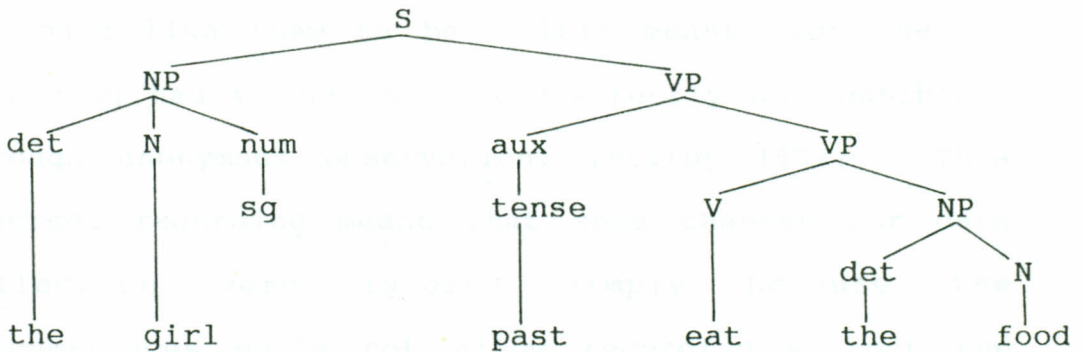 S
NP VP
det N num aux VP
sg tense V NP
det N
the girl past eat the food